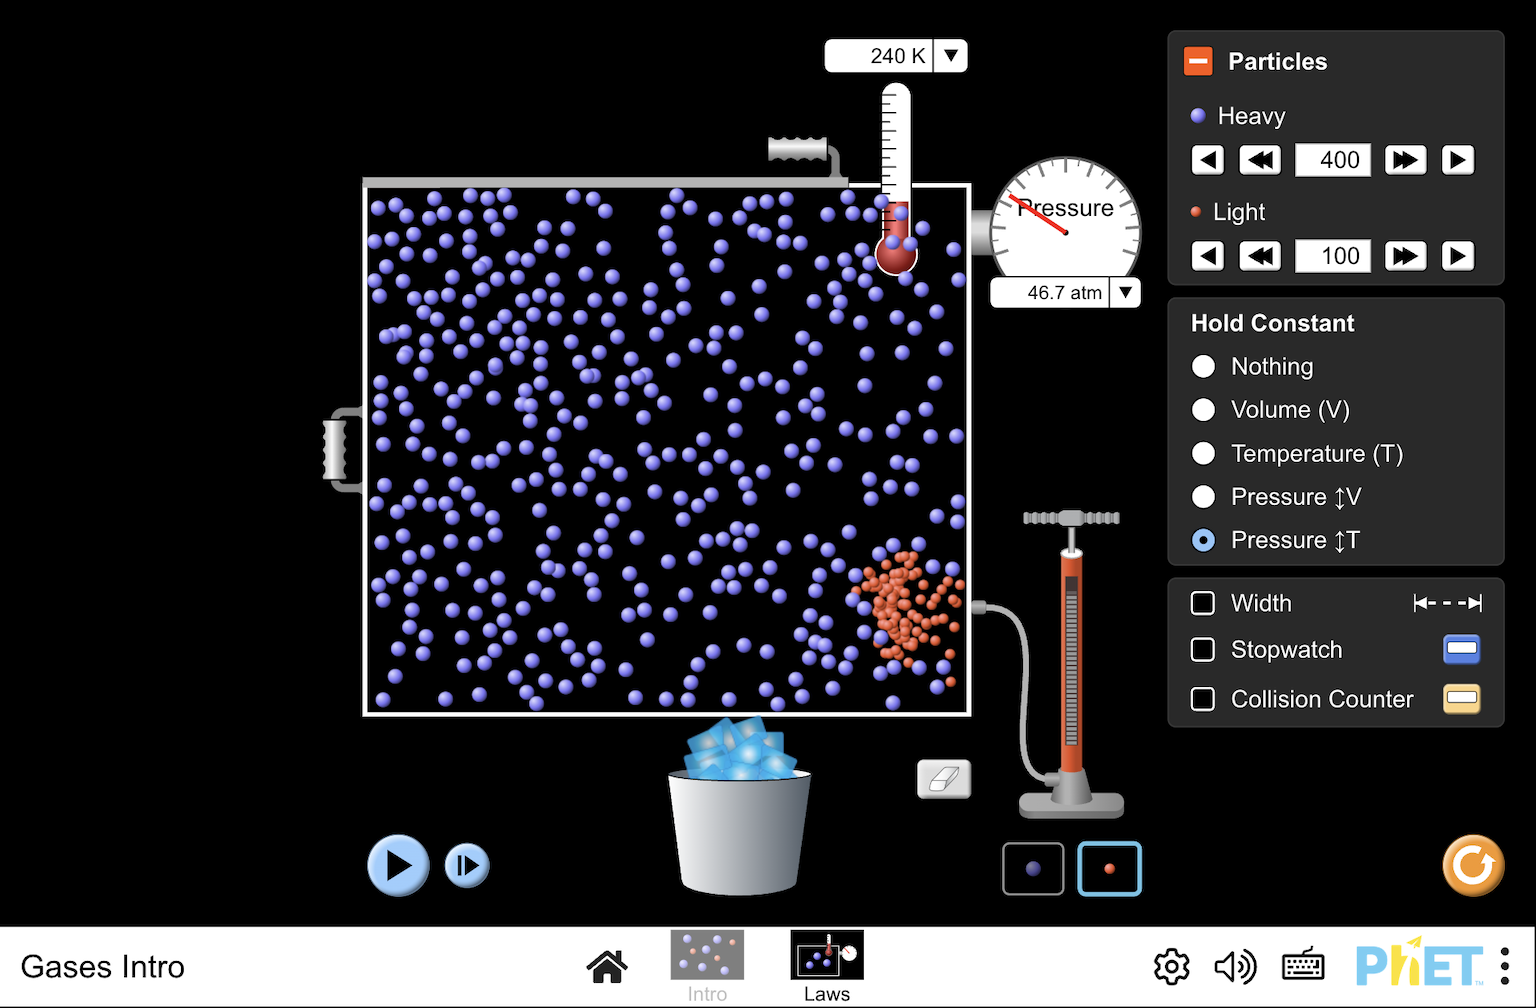 240 K
Particles
Heavy
400
Pressure
Light
100
46.7 atm
Hold Constant
Nothing
Volume (V)
Temperature (T)
Pressure ↕V
Pressure ↕T
Width
Stopwatch
Collision Counter
Gases Intro
Intro
Laws
PhET™